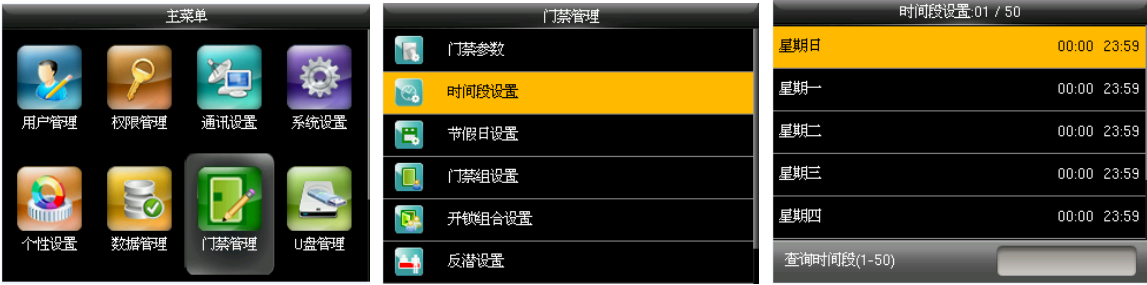 主菜单
用户管理 权限管理 通讯设置 系统设置
个性设置 数据管理 门禁管理 U盘管理
门禁管理
门禁参数
时间段设置
节假日设置
门禁组设置
开锁组合设置
反潜设置
时间段设置:01 / 50
星期日 00:00 23:59
星期一 00:00 23:59
星期二 00:00 23:59
星期三 00:00 23:59
星期四 00:00 23:59
查询时间段(1-50)